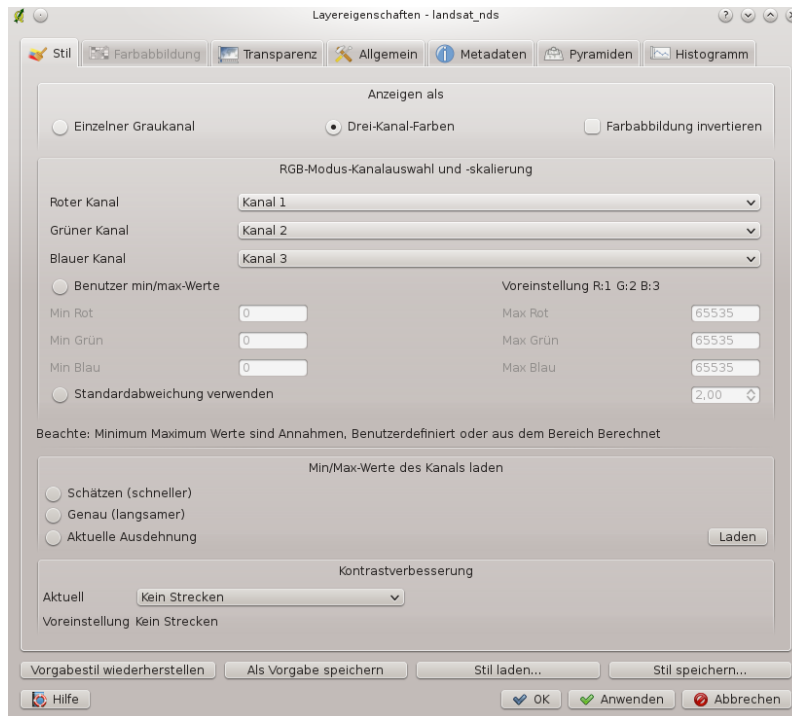 Layereigenschaften - landsat_nds
Stil Farbabbildung Transparenz Allgemein Metadaten Pyramiden Histogramm
Anzeigen als
Einzelner Graukanal Drei-Kanal-Farben Farbabbildung invertieren
RGB-Modus-Kanalauswahl und -skalierung
Roter Kanal Kanal 1
Grüner Kanal Kanal 2
Blauer Kanal Kanal 3
Benutzer min/max-Werte Voreinstellung R:1 G:2 B:3
Min Rot 0 Max Rot 65535
Min Grün 0 Max Grün 65535
Min Blau 0 Max Blau 65535
Standardabweichung verwenden 2,00
Beachte: Minimum Maximum Werte sind Annahmen, Benutzerdefiniert oder aus dem Bereich Berechnet
Min/Max-Werte des Kanals laden
Schätzen (schneller)
Genau (langsamer)
Aktuelle Ausdehnung Laden
Kontrastverbesserung
Aktuell Kein Strecken
Voreinstellung Kein Strecken
Vorgabestil wiederherstellen Als Vorgabe speichern Stil laden... Stil speichern...
Hilfe OK Anwenden Abbrechen